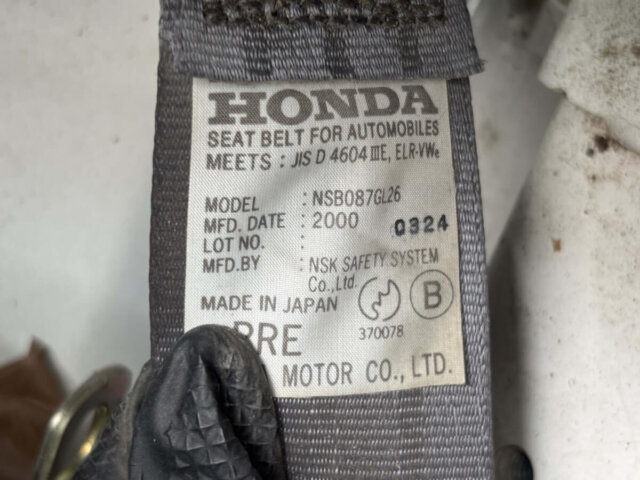 HONDA
SEAT BELT FOR AUTOMOBILES
MEETS : JIS D 4604 IIIE, ELR-VWe
MODEL : NSB087GL26
MFD. DATE : 2000 0324
LOT NO. :
MFD.BY : NSK SAFETY SYSTEM
Co.,Ltd.
MADE IN JAPAN B
370078
BRE
MOTOR CO., LTD.